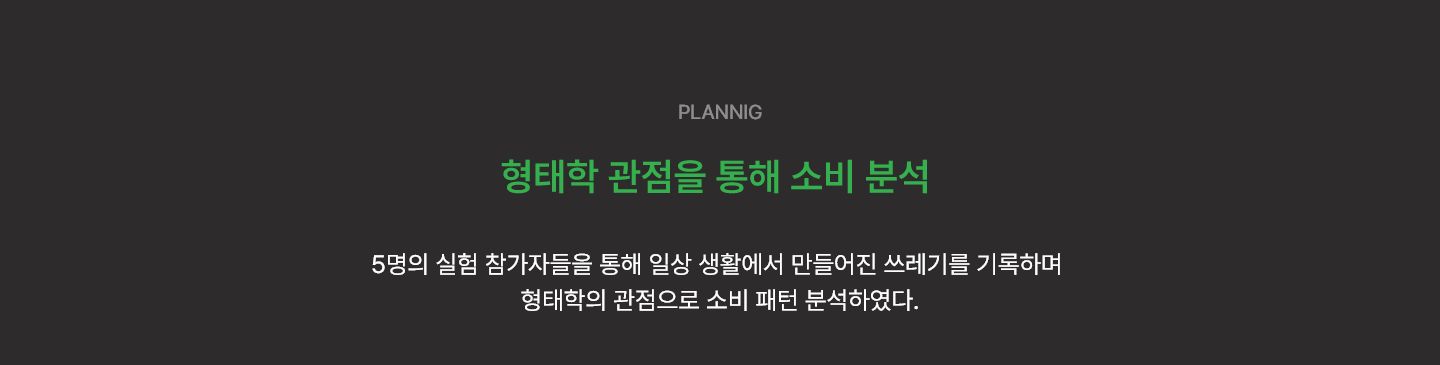 PLANNIG
형태학 관점을 통해 소비 분석
5명의 실험 참가자들을 통해 일상 생활에서 만들어진 쓰레기를 기록하며
형태학의 관점으로 소비 패턴 분석하였다.